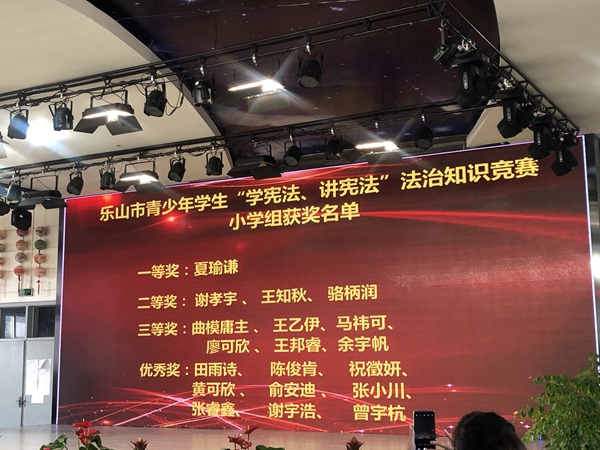 乐山市青少年学生“学宪法、讲宪法”法治知识竞赛
小学组获奖名单
一等奖：夏瑜谦
二等奖：谢孝宇、王知秋、骆柄润
三等奖：曲模庸主、王乙伊、马祎可、
廖可欣、王邦睿、余宇帆
优秀奖：田雨诗、陈俊肯、祝徵妍、
黄可欣、俞安迪、张小川、
张睿鑫、谢宇浩、曾宇杭